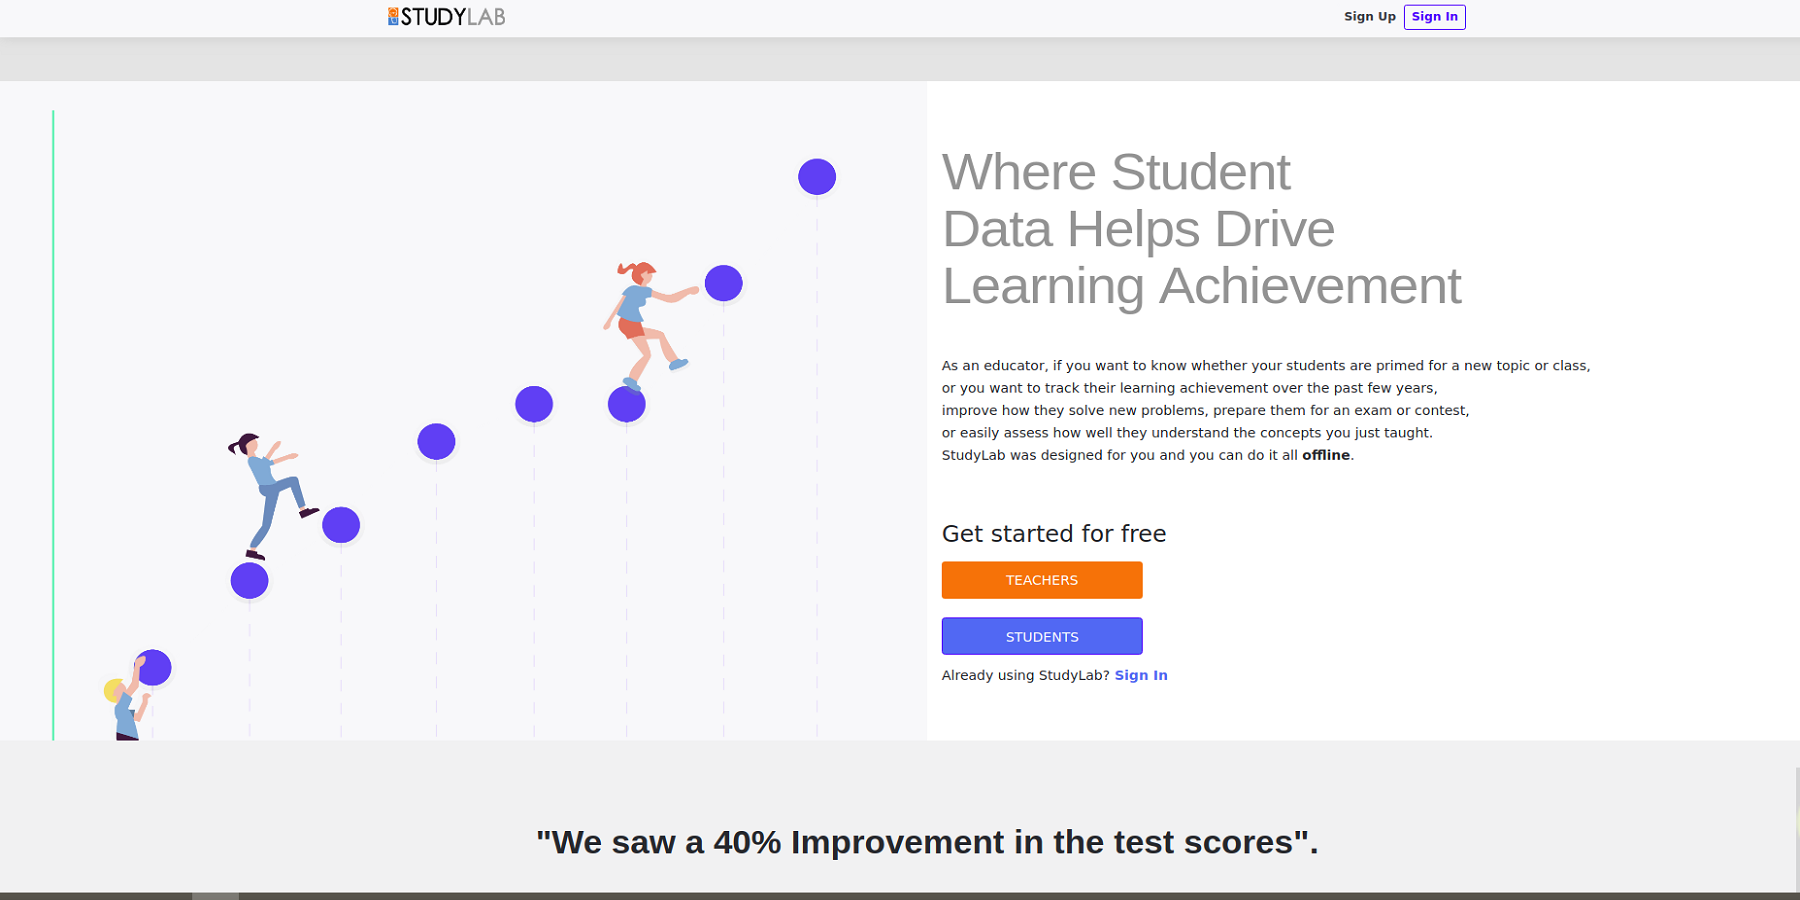 STUDYLAB
Sign Up Sign In
Where Student
Data Helps Drive
Learning Achievement
As an educator, if you want to know whether your students are primed for a new topic or class,
or you want to track their learning achievement over the past few years,
improve how they solve new problems, prepare them for an exam or contest,
or easily assess how well they understand the concepts you just taught.
StudyLab was designed for you and you can do it all offline.
Get started for free
TEACHERS
STUDENTS
Already using StudyLab? Sign In
"We saw a 40% Improvement in the test scores".